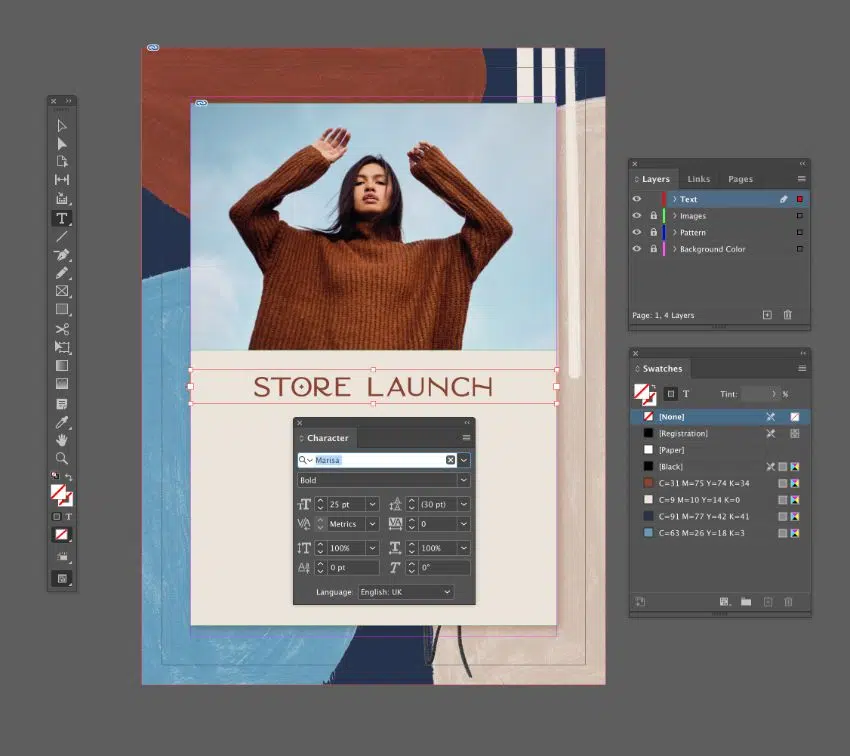 Layers Links Pages
Text
Images
Pattern
Background Color
Page: 1, 4 Layers
STORE LAUNCH
Character
Marisa
Bold
25 pt (30 pt)
Metrics 0
100% 100%
0 pt 0°
Language: English: UK
Swatches
T Tint: %
[None]
[Registration]
[Paper]
[Black]
C=31 M=75 Y=74 K=34
C=9 M=10 Y=14 K=0
C=91 M=77 Y=42 K=41
C=63 M=26 Y=18 K=3